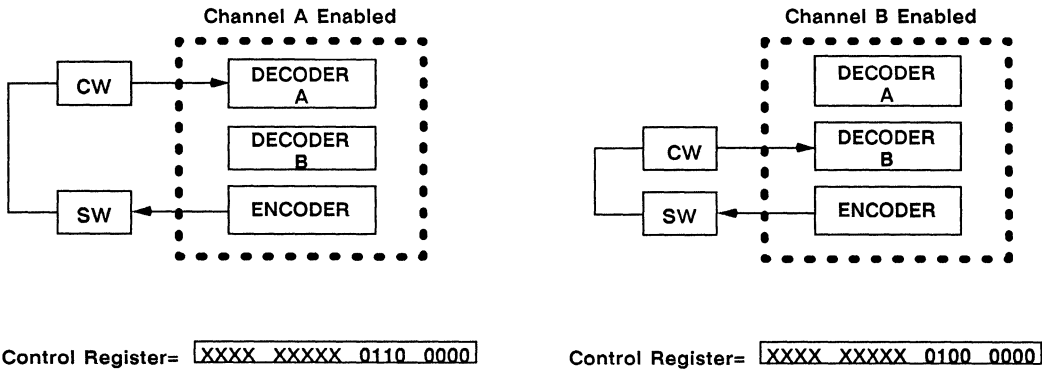 Channel A Enabled
CW
DECODER
A
DECODER
B
SW
ENCODER
Control Register= XXXX XXXXX 0110 0000
Channel B Enabled
DECODER
A
CW
DECODER
B
SW
ENCODER
Control Register= XXXX XXXXX 0100 0000